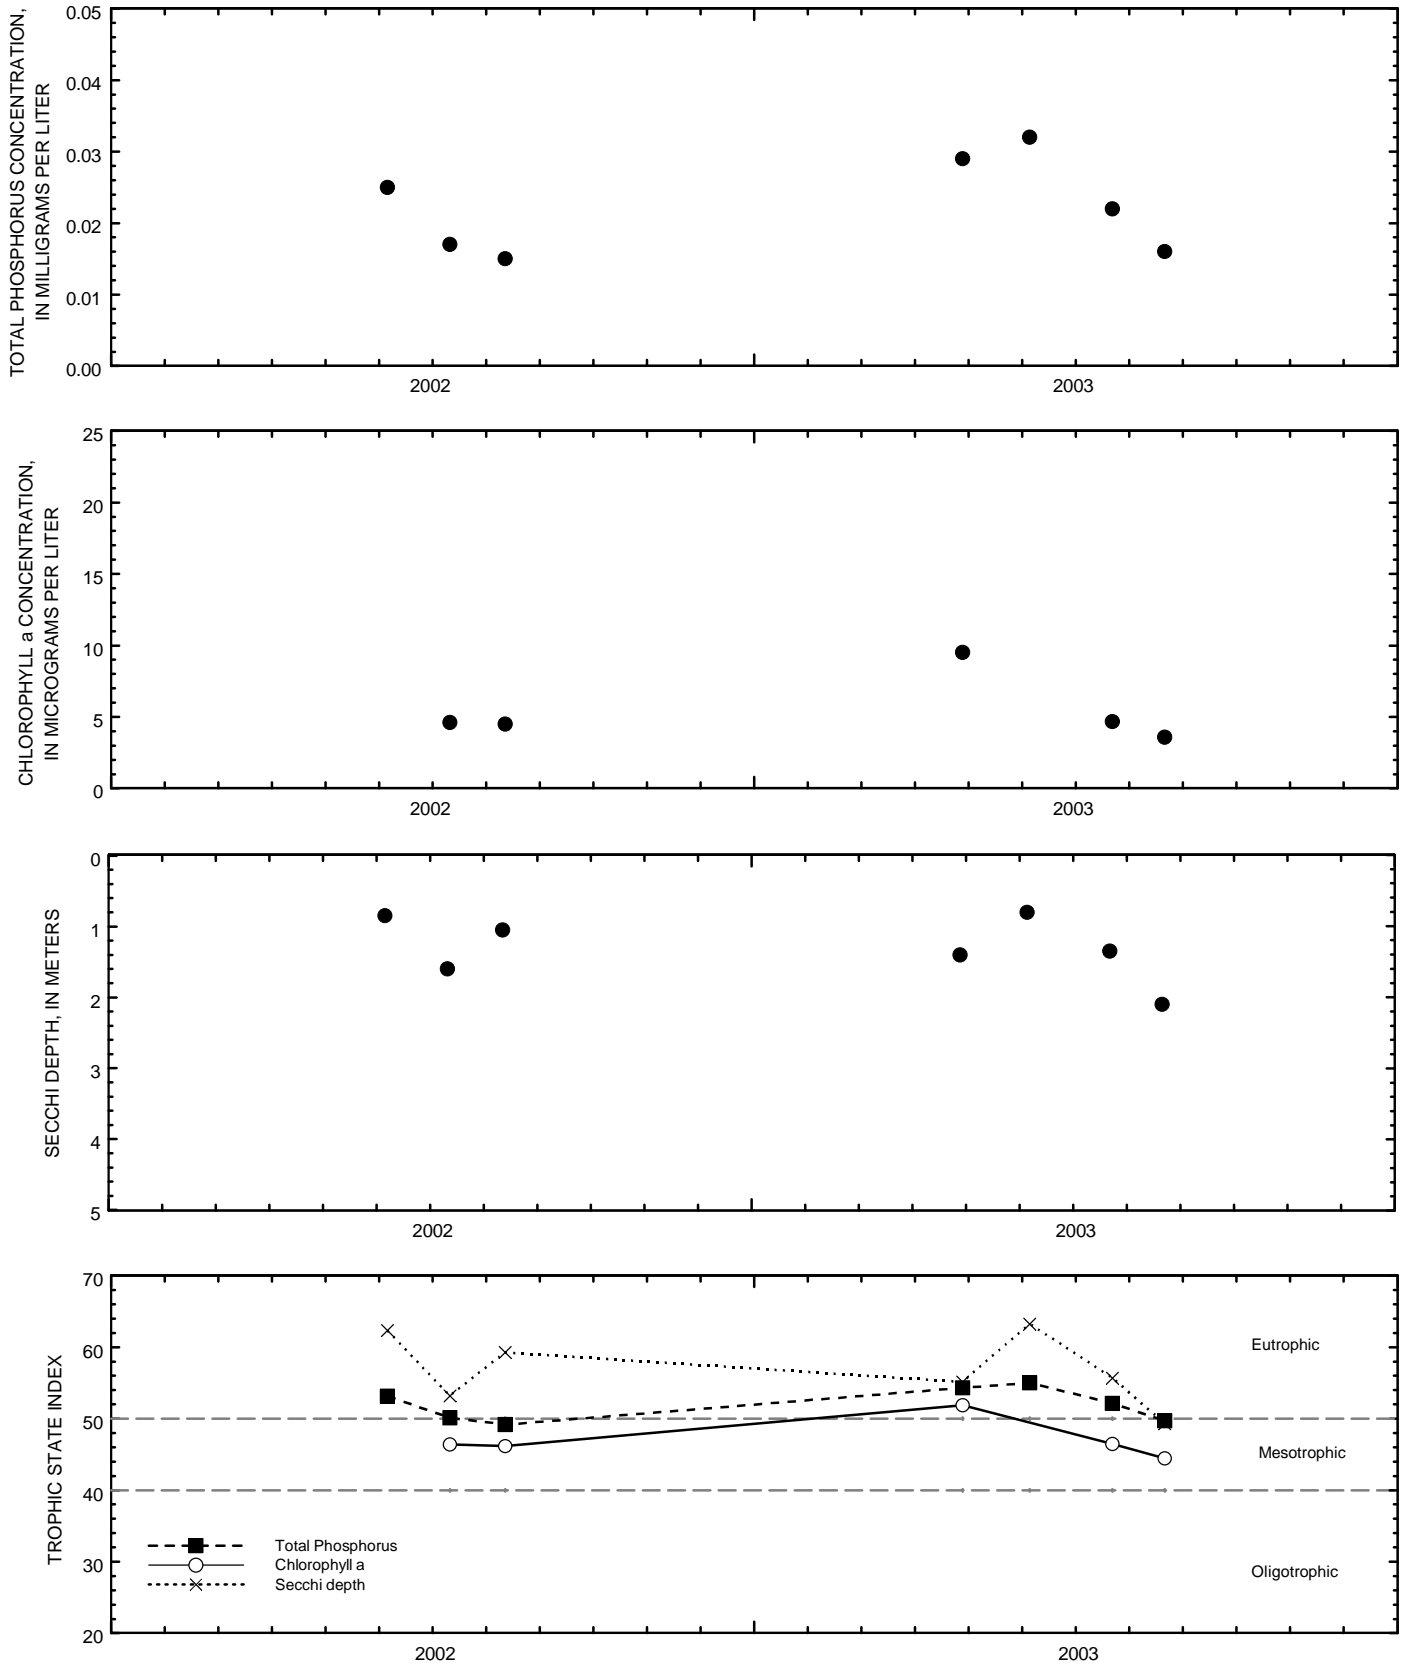 TOTAL PHOSPHORUS CONCENTRATION,
IN MILLIGRAMS PER LITER
0.05
0.04
0.03
0.02
0.01
0.00
2002
2003
CHLOROPHYLL a CONCENTRATION,
IN MICROGRAMS PER LITER
25
20
15
10
5
0
2002
2003
SECCHI DEPTH, IN METERS
0
1
2
3
4
5
2002
2003
TROPHIC STATE INDEX
70
60
50
40
30
20
Eutrophic
Mesotrophic
Oligotrophic
Total Phosphorus
Chlorophyll a
Secchi depth
2002
2003